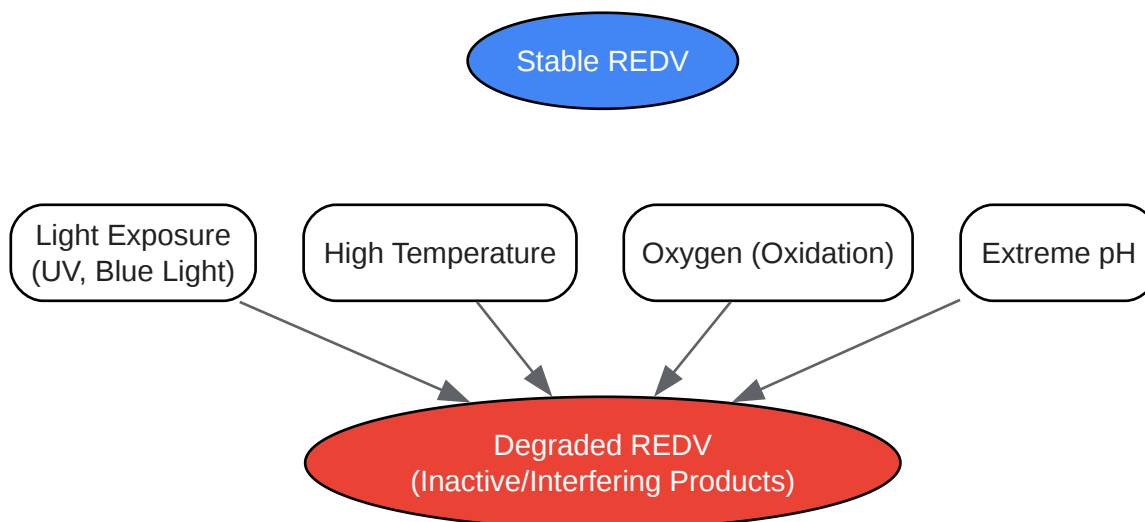 Stable REDV
Light Exposure
(UV, Blue Light)
High Temperature
Oxygen (Oxidation)
Extreme pH
Degraded REDV
(Inactive/Interfering Products)